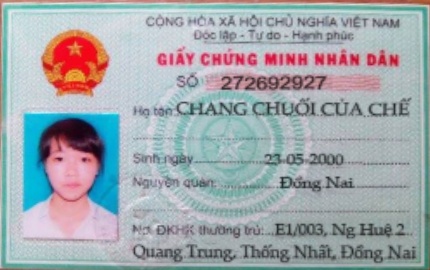 CỘNG HÒA XÃ HỘI CHỦ NGHĨA VIỆT NAM
Độc lập - Tự do - Hạnh phúc
GIẤY CHỨNG MINH NHÂN DÂN
SỐ 272692927
Họ tên CHANG CHUỐI CỦA CHẾ
Sinh ngày 23-05-2000
Nguyên quán: Đồng Nai
Nơi ĐKHK thường trú: E1/003, Ng Huệ 2
Quang Trung, Thống Nhất, Đồng Nai